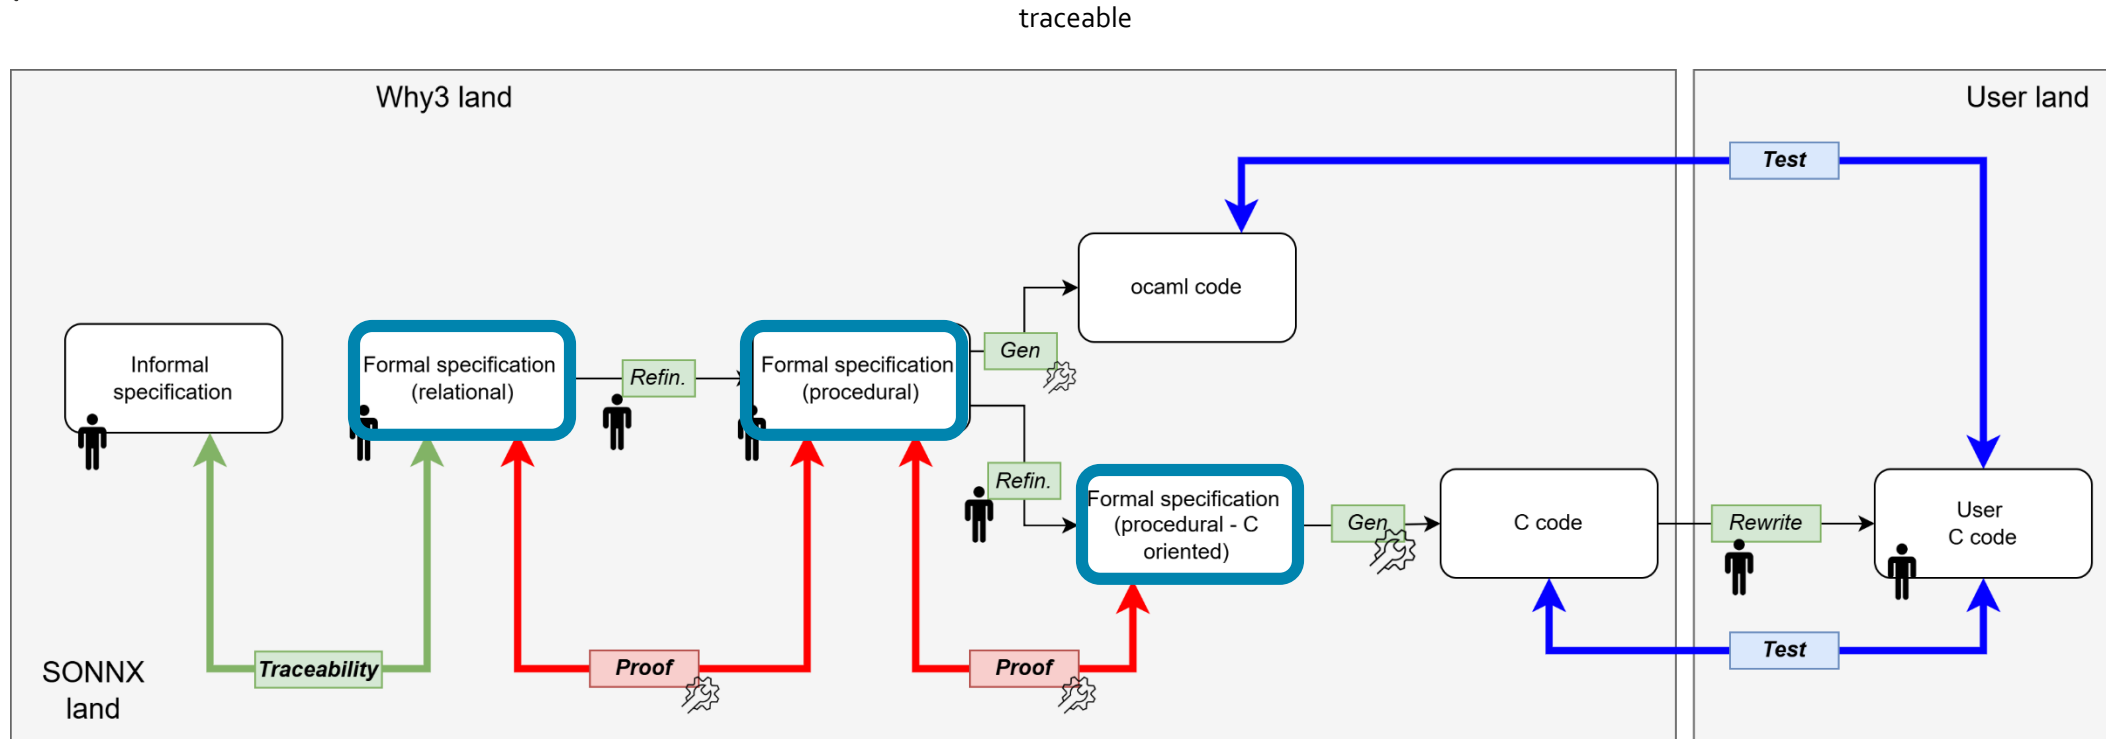 traceable
Why3 land
User land
Test
ocaml code
Informal
specification
Formal specification
(relational)
Refin.
Formal specification
(procedural)
Gen
Refin.
Formal specification
(procedural - C
oriented)
Gen
C code
Rewrite
User
C code
SONNX
land
Traceability
Proof
Proof
Test